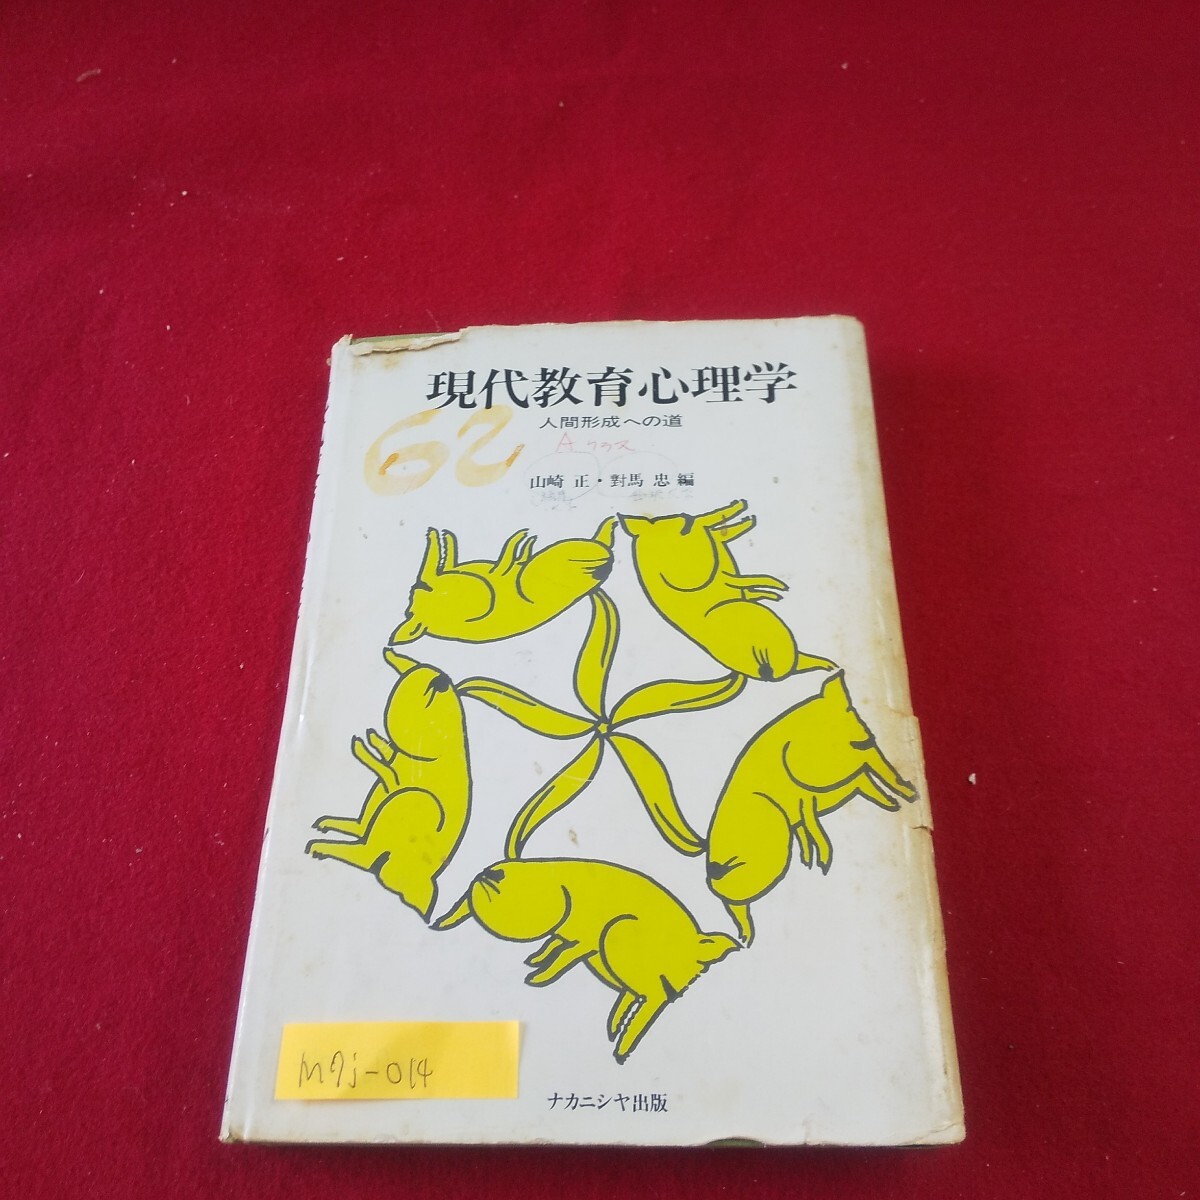 現代教育心理学
人間形成への道
62
Aクラス
山崎 正・對馬 忠 編
M7j-014
ナカニシヤ出版